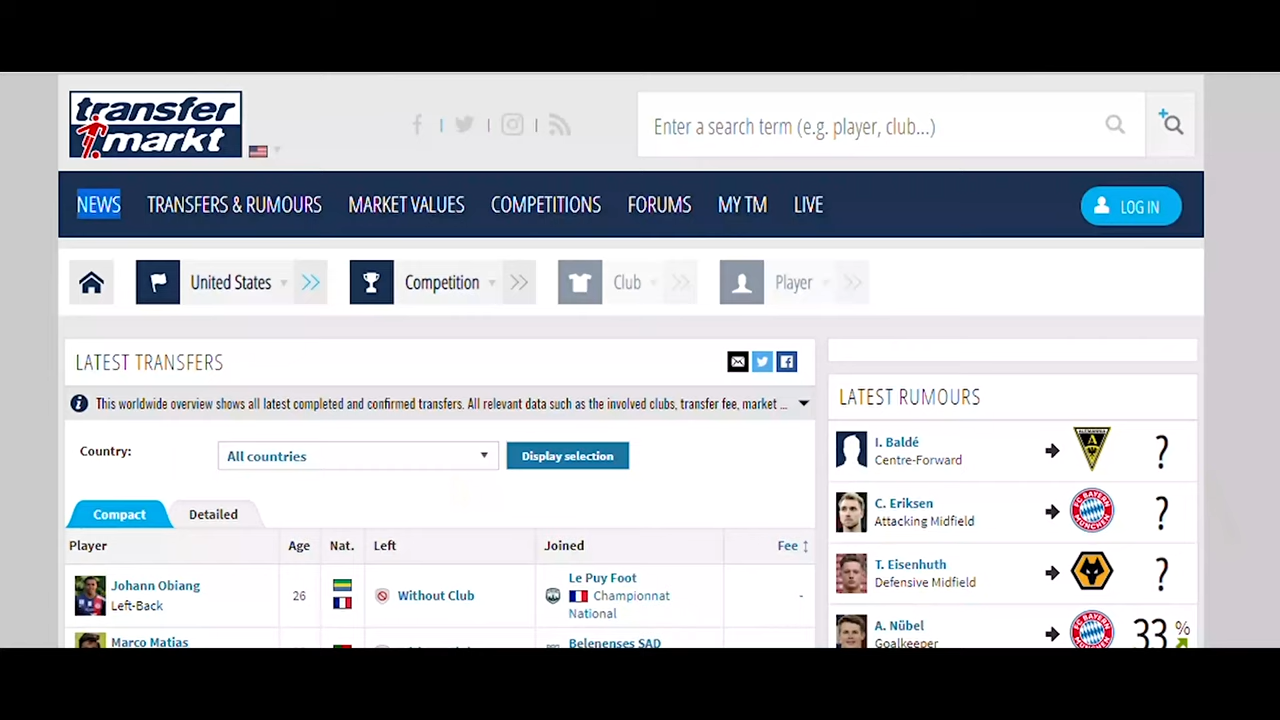 transfer
markt
Enter a search term (e.g. player, club...)
NEWS TRANSFERS & RUMOURS MARKET VALUES COMPETITIONS FORUMS MY TM LIVE LOG IN
United States Competition Club Player
LATEST TRANSFERS
This worldwide overview shows all latest completed and confirmed transfers. All relevant data such as the involved clubs, transfer fee, market ...
Country: All countries Display selection
Compact Detailed
Player Age Nat. Left Joined Fee
Johann Obiang
Left-Back
26
Without Club
Le Puy Foot
Championnat
National
-
Marco Matias
Belenenses SAD
LATEST RUMOURS
I. Baldé
Centre-Forward
?
C. Eriksen
Attacking Midfield
?
T. Eisenhuth
Defensive Midfield
?
A. Nübel
Goalkeeper
33 %